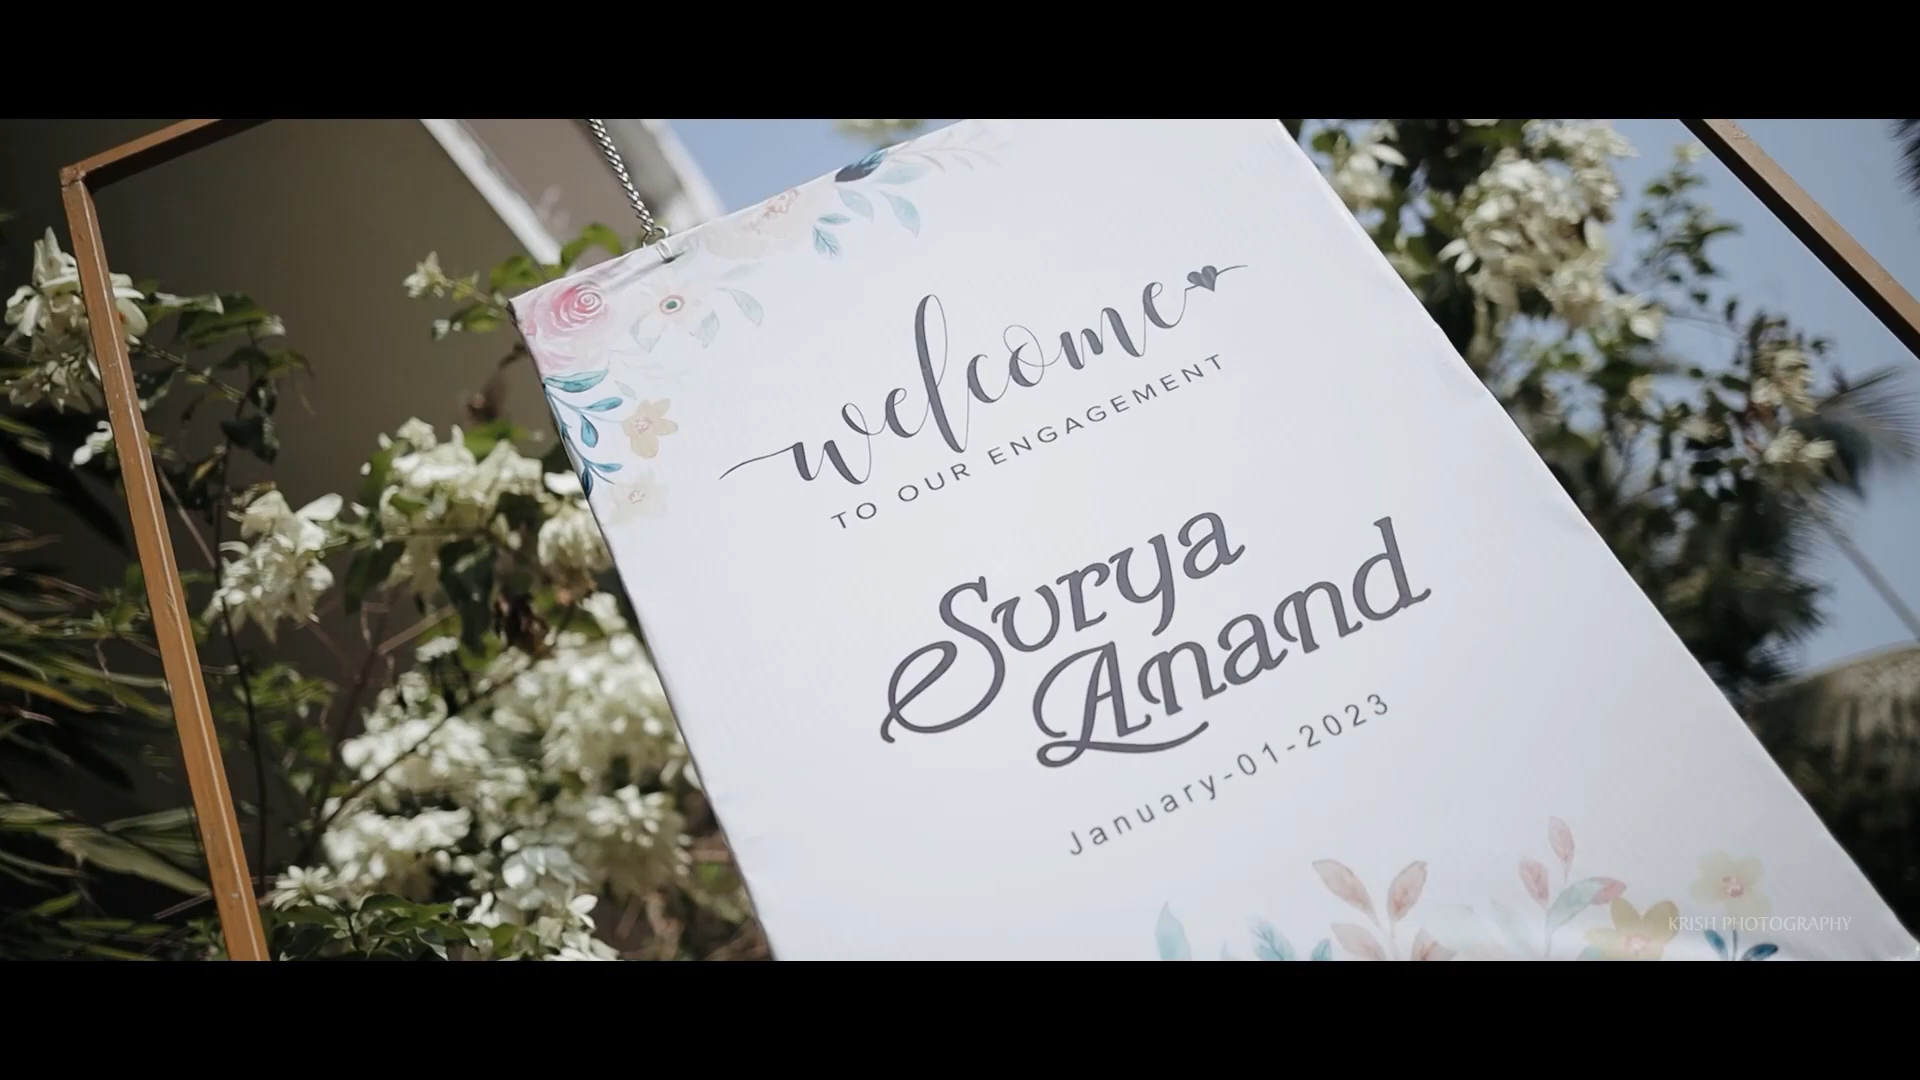 welcome
TO OUR ENGAGEMENT
Surya
Anand
January-01-2023
KRISH PHOTOGRAPHY